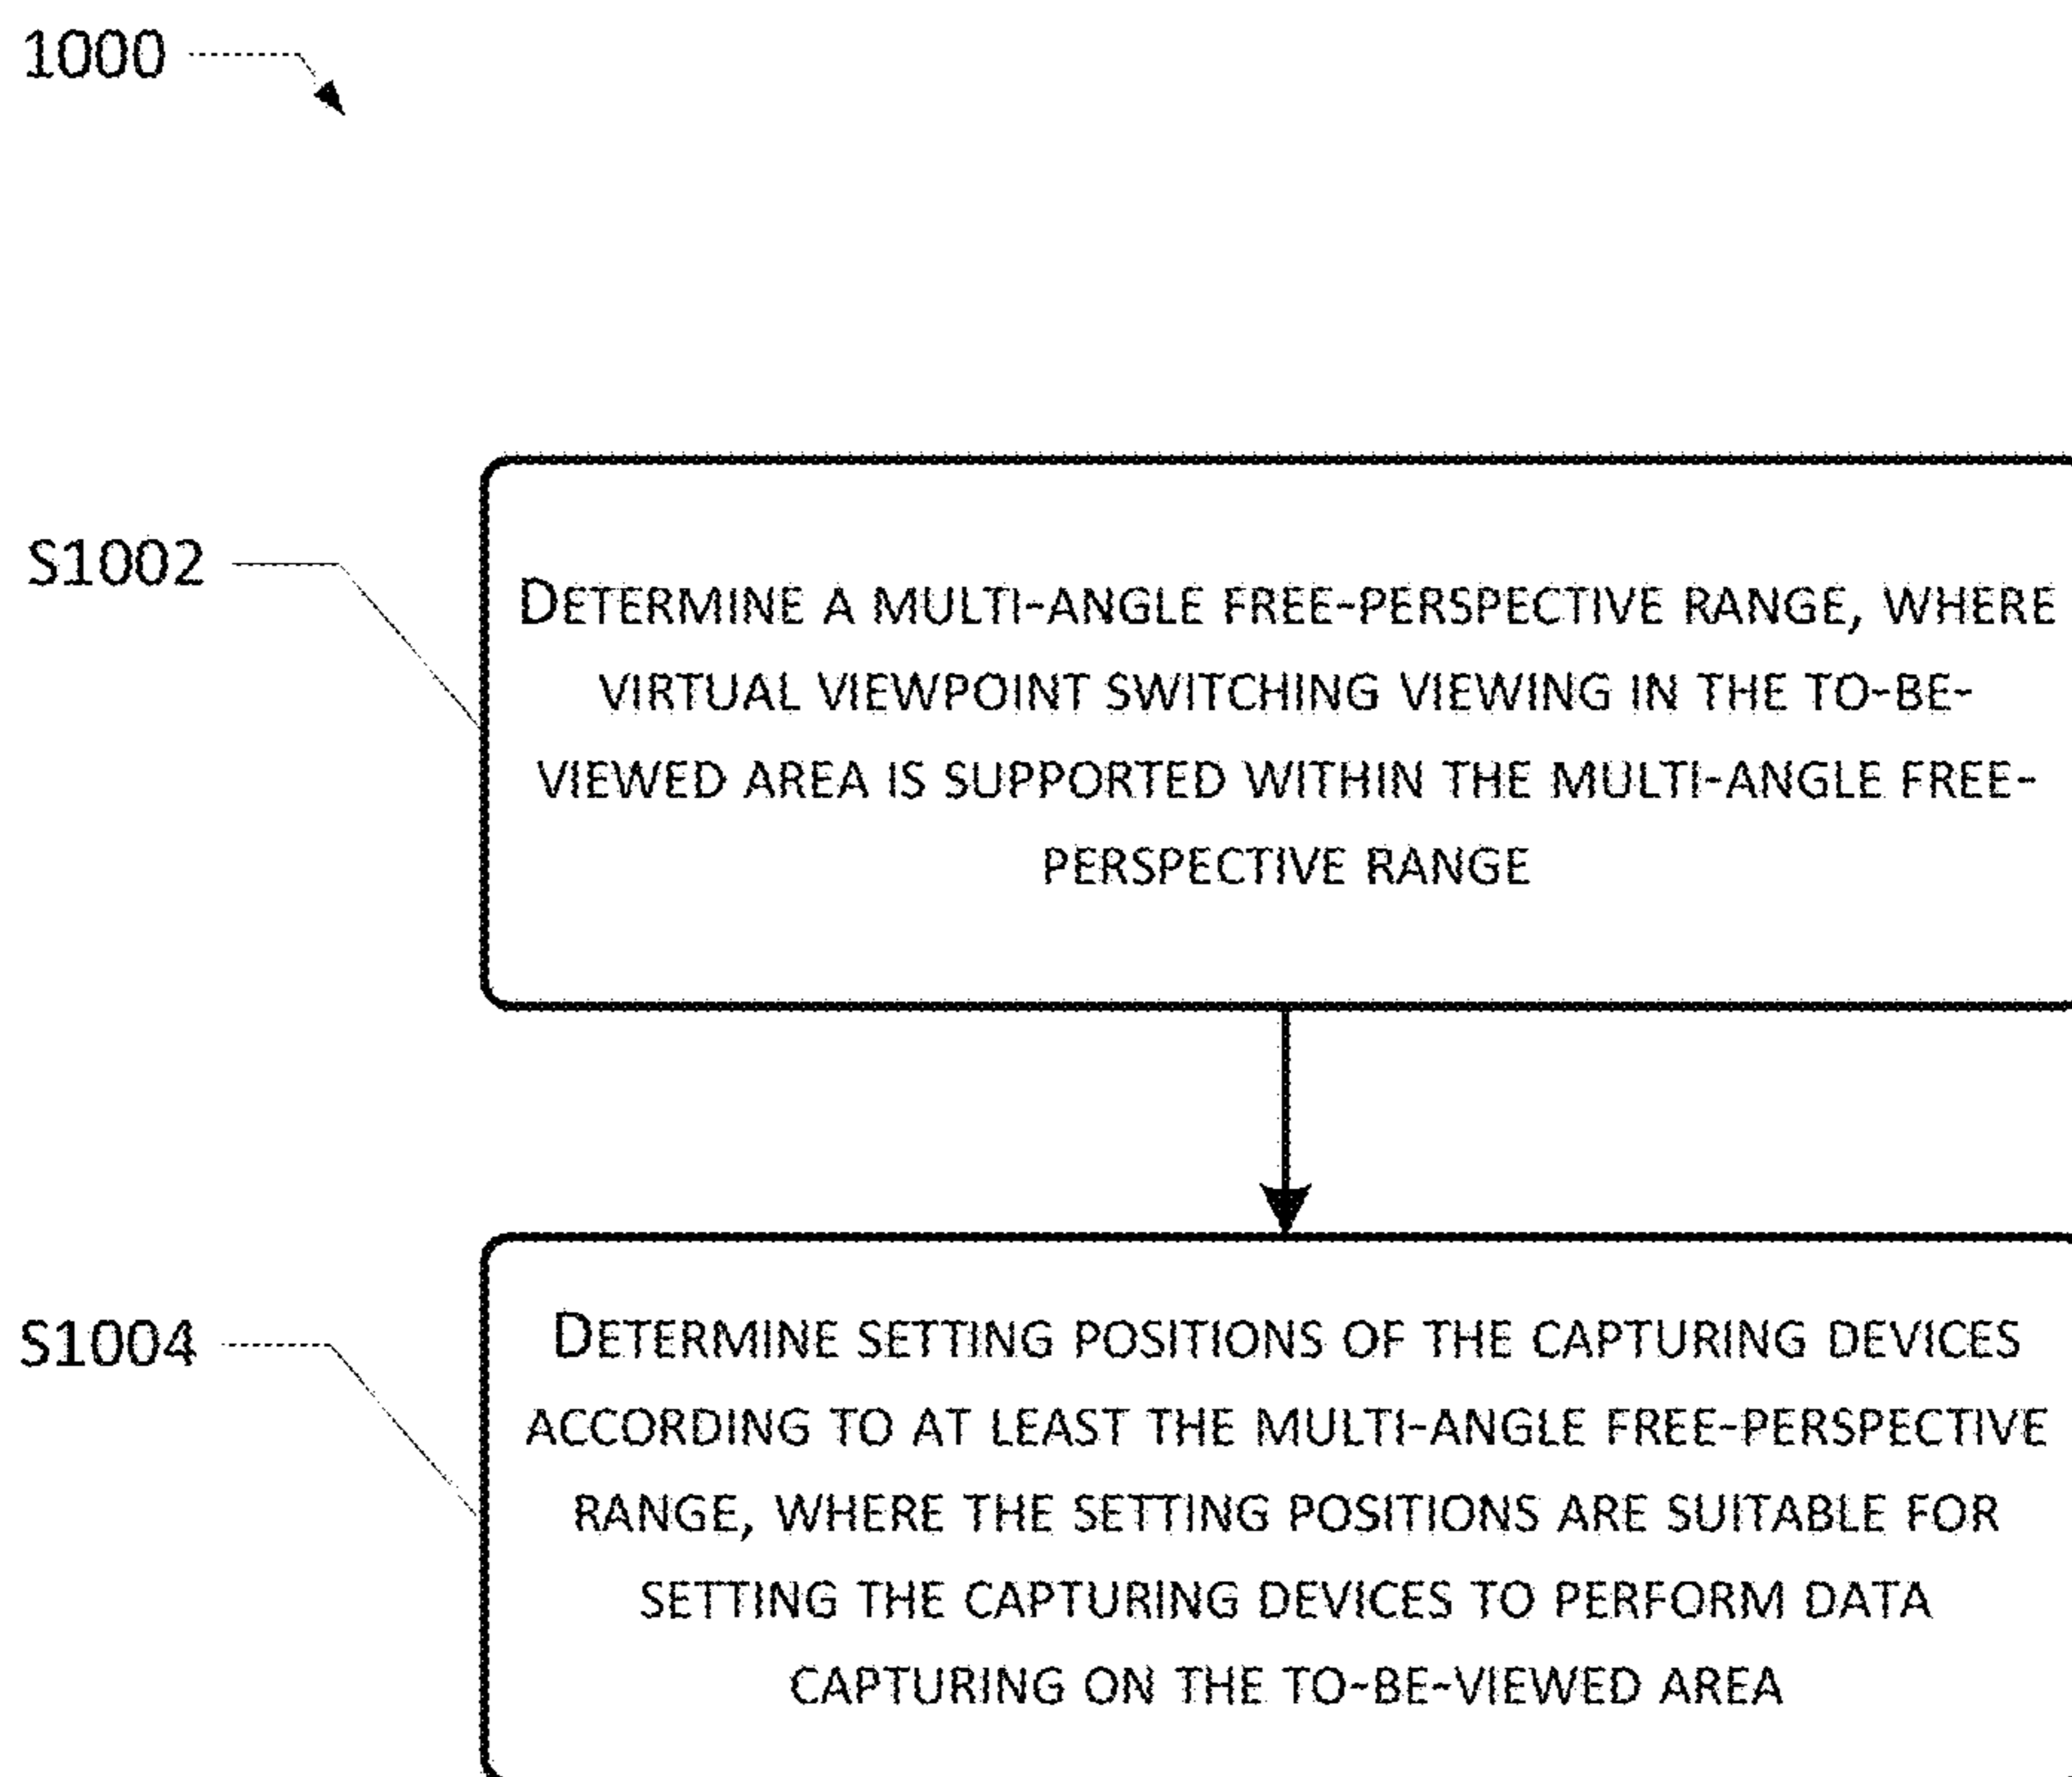 1000
S1002
DETERMINE A MULTI-ANGLE FREE-PERSPECTIVE RANGE, WHERE
VIRTUAL VIEWPOINT SWITCHING VIEWING IN THE TO-BE-
VIEWED AREA IS SUPPORTED WITHIN THE MULTI-ANGLE FREE-
PERSPECTIVE RANGE
S1004
DETERMINE SETTING POSITIONS OF THE CAPTURING DEVICES
ACCORDING TO AT LEAST THE MULTI-ANGLE FREE-PERSPECTIVE
RANGE, WHERE THE SETTING POSITIONS ARE SUITABLE FOR
SETTING THE CAPTURING DEVICES TO PERFORM DATA
CAPTURING ON THE TO-BE-VIEWED AREA